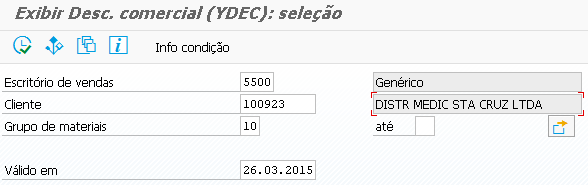 Exibir Desc. comercial (YDEC): seleção
Info condição
Escritório de vendas 5500 Genérico
Cliente 100923 DISTR MEDIC STA CRUZ LTDA
Grupo de materiais 10 até
Válido em 26.03.2015